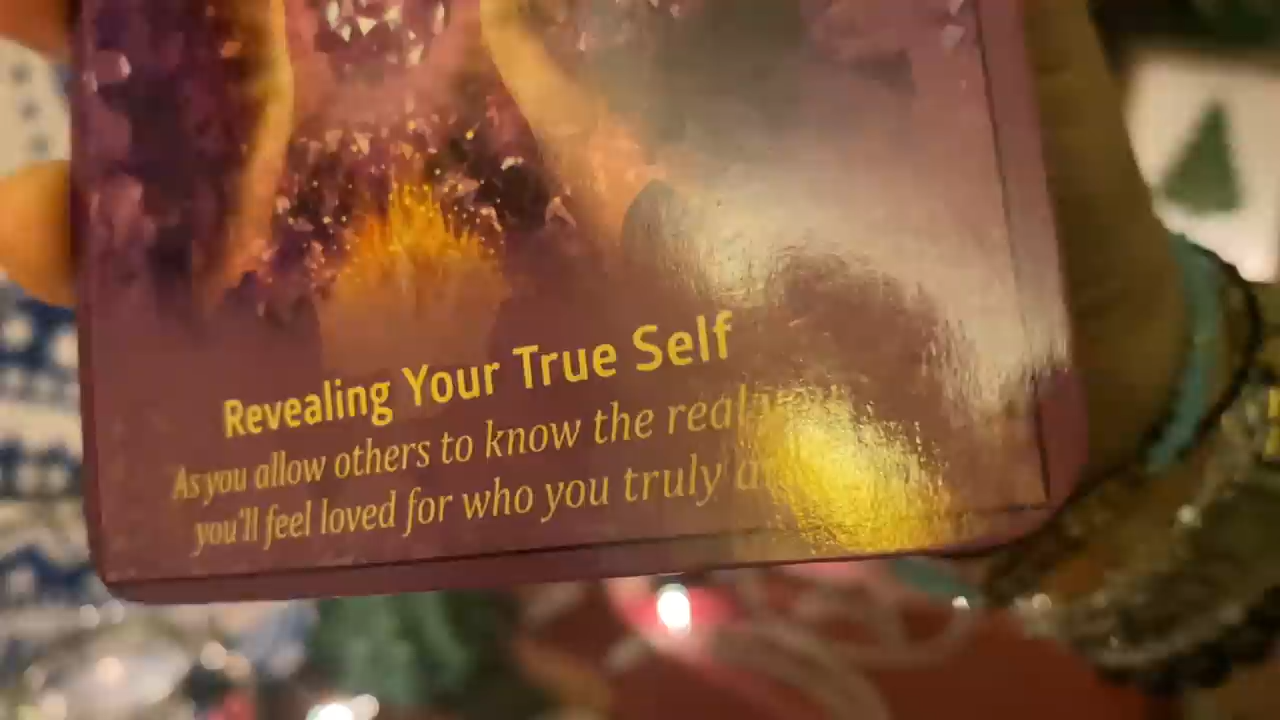 Revealing Your True Self
As you allow others to know the real
you'll feel loved for who you truly